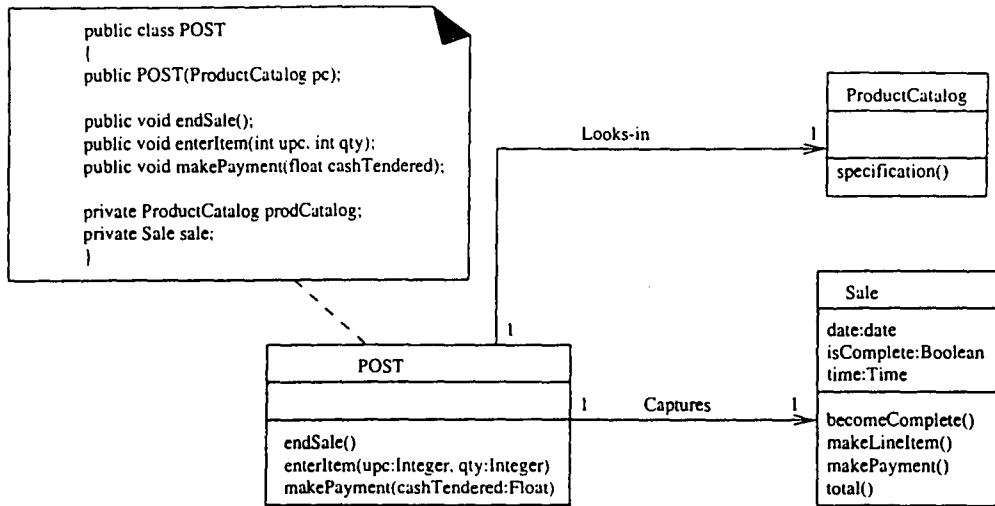 public class POST
{
public POST(ProductCatalog pc);
public void endSale();
public void enterItem(int upc, int qty);
public void makePayment(float cashTendered);
private ProductCatalog prodCatalog;
private Sale sale;
}
ProductCatalog
specification()
Looks-in
1
1
POST
endSale()
enterItem(upc:Integer, qty:Integer)
makePayment(cashTendered:Float)
1
Captures
1
Sale
date:date
isComplete:Boolean
time:Time
becomeComplete()
makeLineItem()
makePayment()
total()